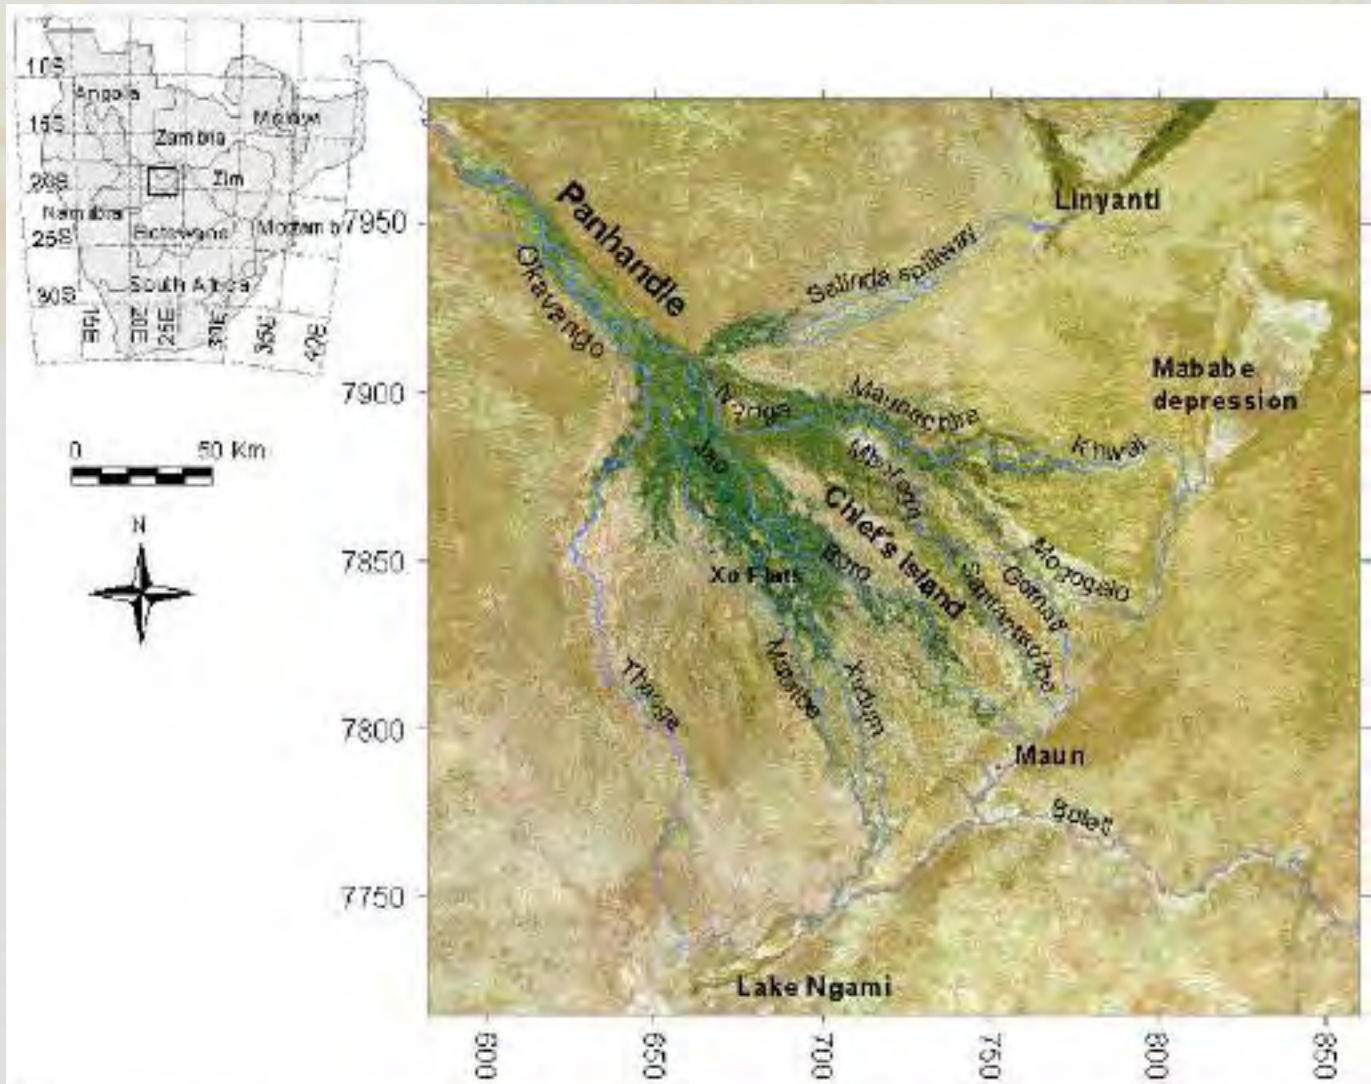 10S
Angola
Malawi
15S
Zambia
20S
Zim
Namibia
Botswana
Mozamb
25S
South Africa
30S
15E
20E
25E
30E
35E
40E
0 50 Km
N
7950
7900
7850
7800
7750
600
650
700
750
800
850
Panhandle
Okavango
Linyanti
Selinda spillway
Mababe
depression
Nqoga
Maunachira
Khwai
Jao
Mboroga
Chief's Island
Boro
Xo Flats
Santantadibe
Gomoti
Mogogelo
Thaoge
Matsibe
Xudum
Maun
Boteti
Lake Ngami